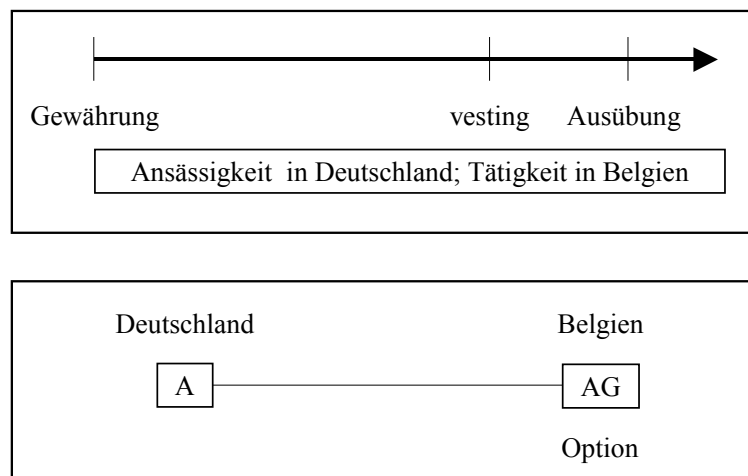 Gewährung vesting Ausübung
Ansässigkeit in Deutschland; Tätigkeit in Belgien
Deutschland Belgien
A AG
Option